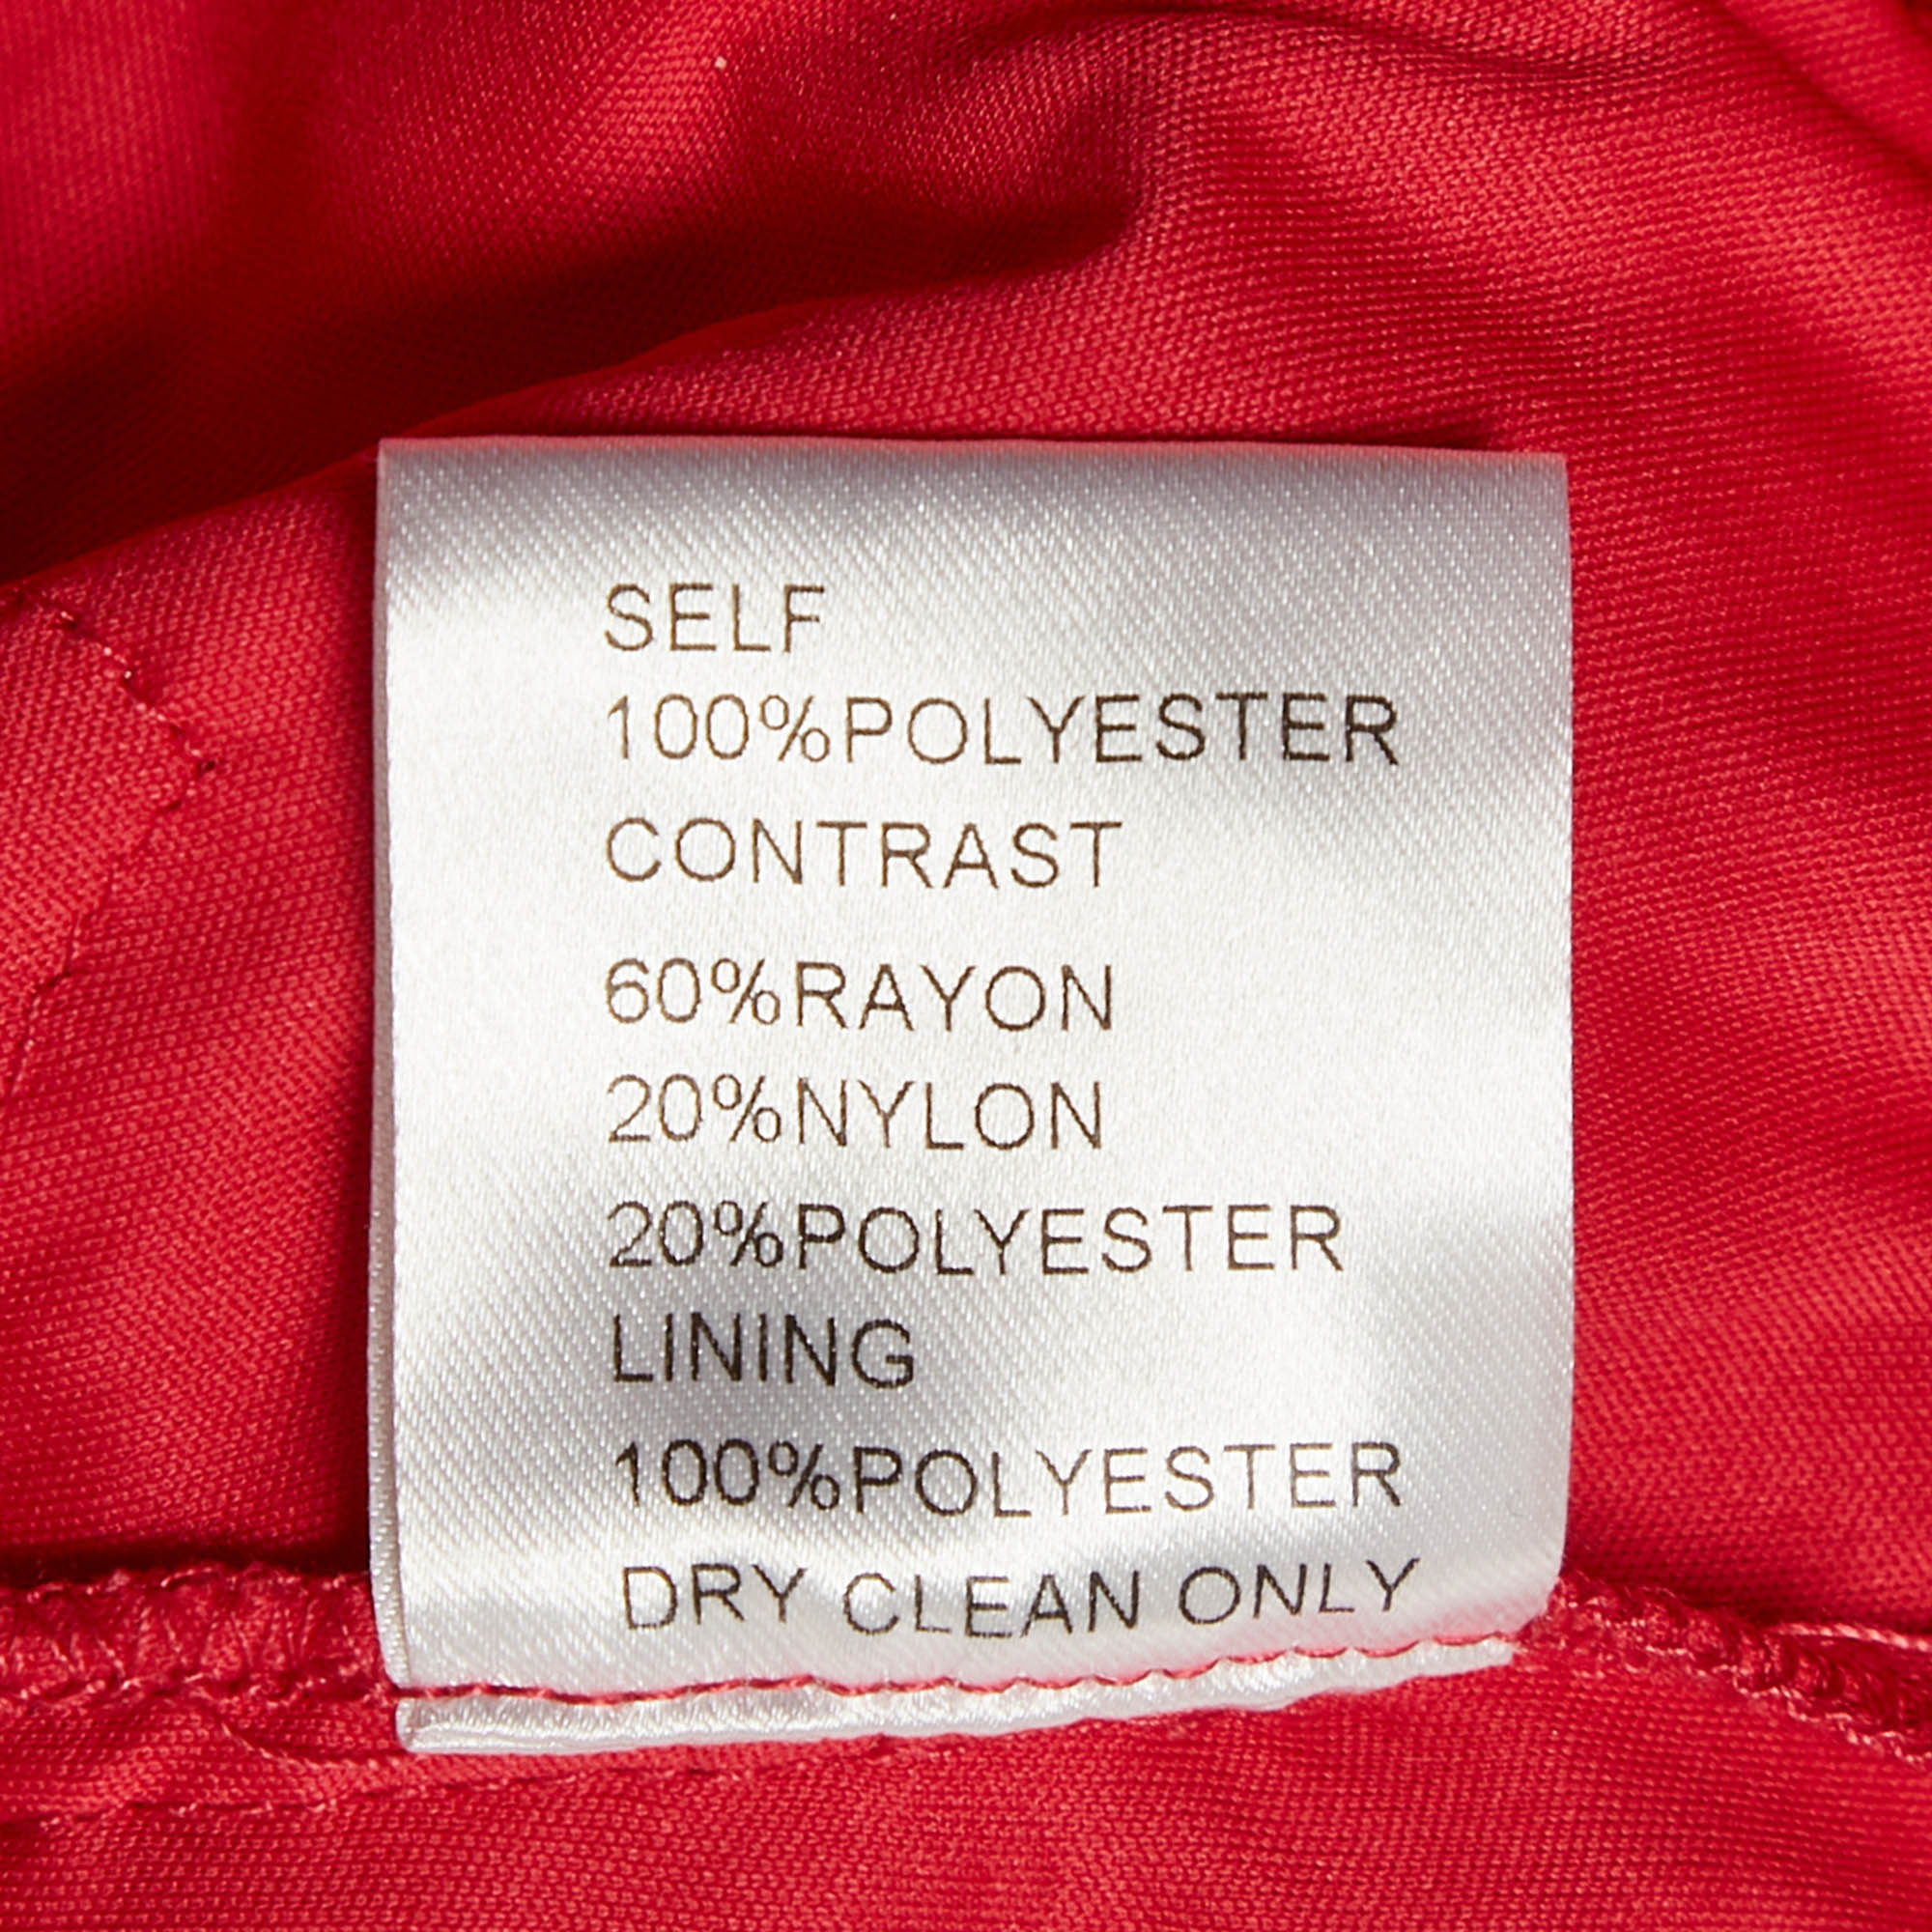 SELF
100%POLYESTER
CONTRAST
60%RAYON
20%NYLON
20%POLYESTER
LINING
100%POLYESTER
DRY CLEAN ONLY